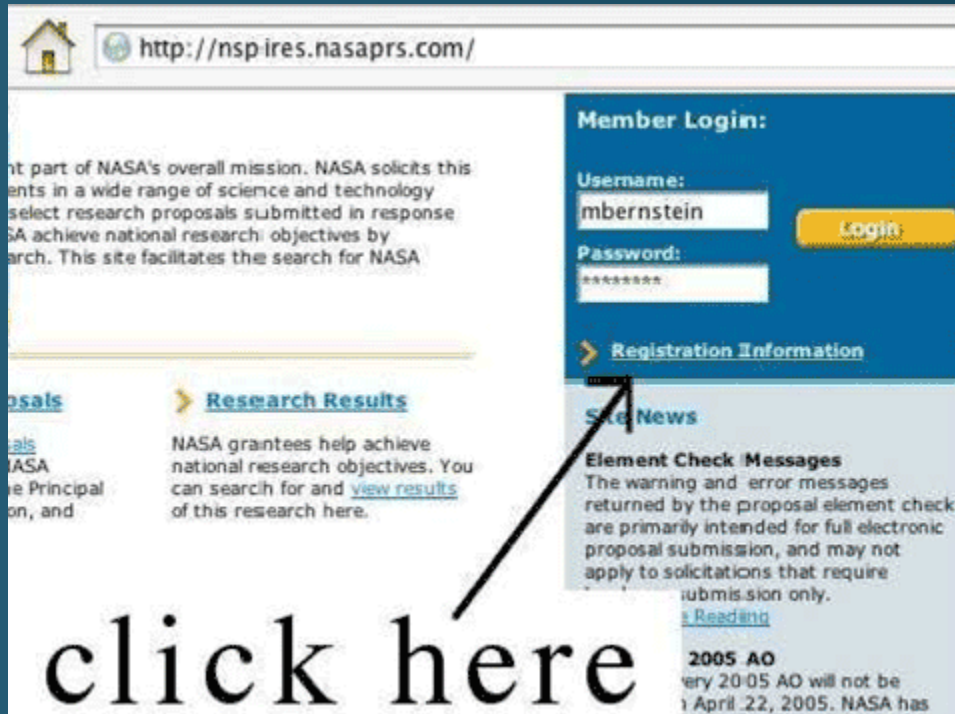 http://nspires.nasaprs.com/
nt part of NASA's overall mission. NASA solicits this
ents in a wide range of science and technology
select research proposals submitted in response
SA achieve national research objectives by
arch. This site facilitates the search for NASA
Member Login:
Username:
mbernstein
Login
Password:
********
Registration Information
osals
sals
IASA
e Principal
on, and
Research Results
NASA grantees help achieve
national research objectives. You
can search for and view results
of this research here.
Site News
Element Check Messages
The warning and error messages
returned by the proposal element check
are primarily intended for full electronic
proposal submission, and may not
apply to solicitations that require
submission only.
Reading
2005 AO
very 2005 AO will not be
April 22, 2005. NASA has
click here